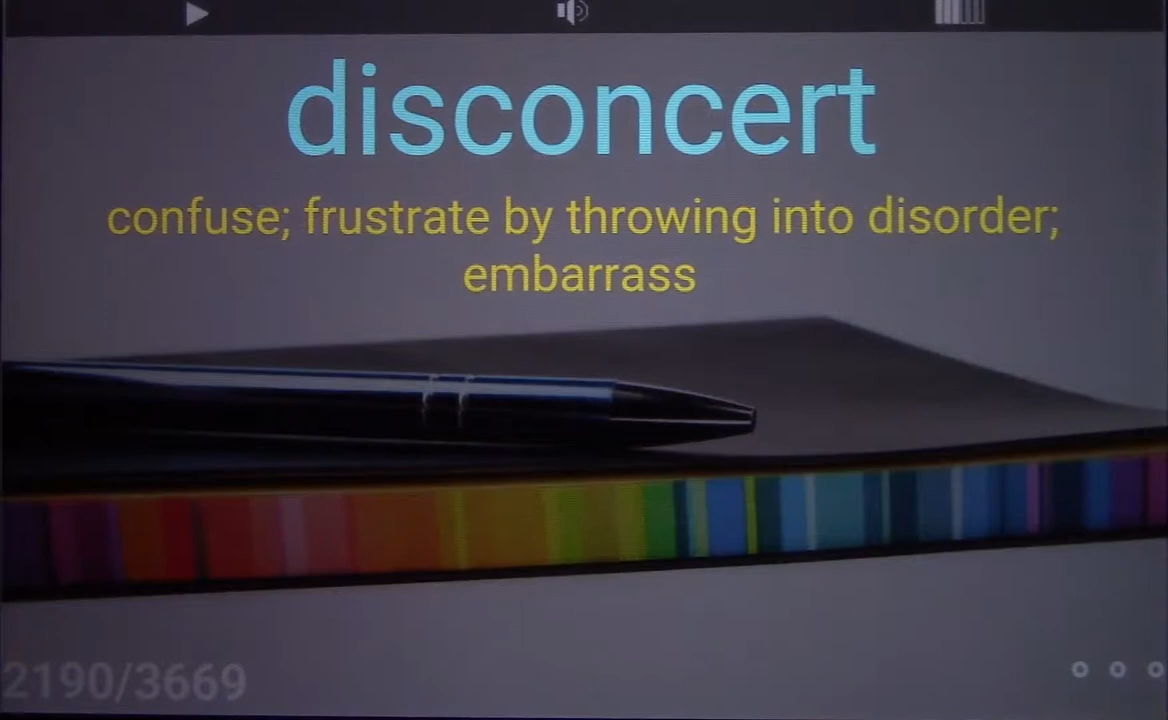 disconcert
confuse; frustrate by throwing into disorder;
embarrass
2190/3669